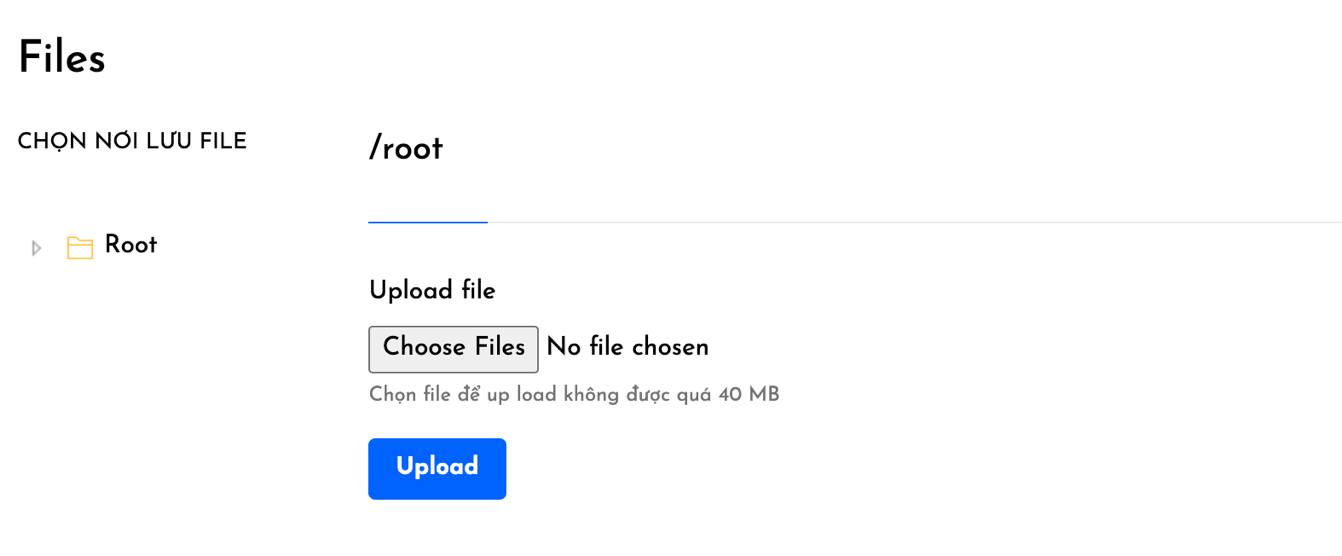 Files
CHỌN NƠI LƯU FILE
/root
Root
Upload file
Choose Files No file chosen
Chọn file để up load không được quá 40 MB
Upload